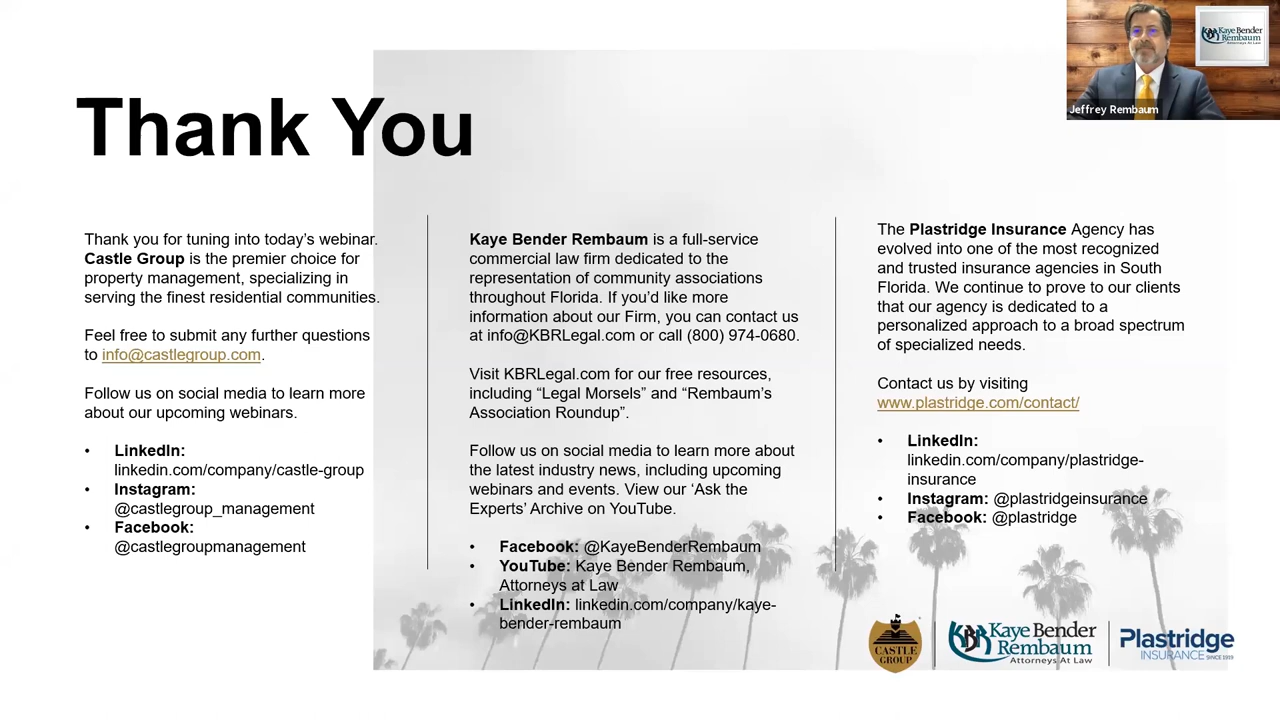 Thank You
Thank you for tuning into today's webinar.
Castle Group is the premier choice for
property management, specializing in
serving the finest residential communities.
Feel free to submit any further questions
to info@castlegroup.com.
Follow us on social media to learn more
about our upcoming webinars.
• LinkedIn:
linkedin.com/company/castle-group
• Instagram:
@castlegroup_management
• Facebook:
@castlegroupmanagement
Kaye Bender Rembaum is a full-service
commercial law firm dedicated to the
representation of community associations
throughout Florida. If you'd like more
information about our Firm, you can contact us
at info@KBRLegal.com or call (800) 974-0680.
Visit KBRLegal.com for our free resources,
including “Legal Morsels” and “Rembaum's
Association Roundup”.
Follow us on social media to learn more about
the latest industry news, including upcoming
webinars and events. View our ‘Ask the
Experts’ Archive on YouTube.
• Facebook: @KayeBenderRembaum
• YouTube: Kaye Bender Rembaum,
Attorneys at Law
• LinkedIn: linkedin.com/company/kaye-
bender-rembaum
The Plastridge Insurance Agency has
evolved into one of the most recognized
and trusted insurance agencies in South
Florida. We continue to prove to our clients
that our agency is dedicated to a
personalized approach to a broad spectrum
of specialized needs.
Contact us by visiting
www.plastridge.com/contact/
• LinkedIn:
linkedin.com/company/plastridge-
insurance
• Instagram: @plastridgeinsurance
• Facebook: @plastridge
CASTLE
GROUP
KBR Kaye Bender
Rembaum
Attorneys At Law
Plastridge
INSURANCE SINCE 1919
KBR Kaye Bender
Rembaum
Attorneys At Law
Jeffrey Rembaum